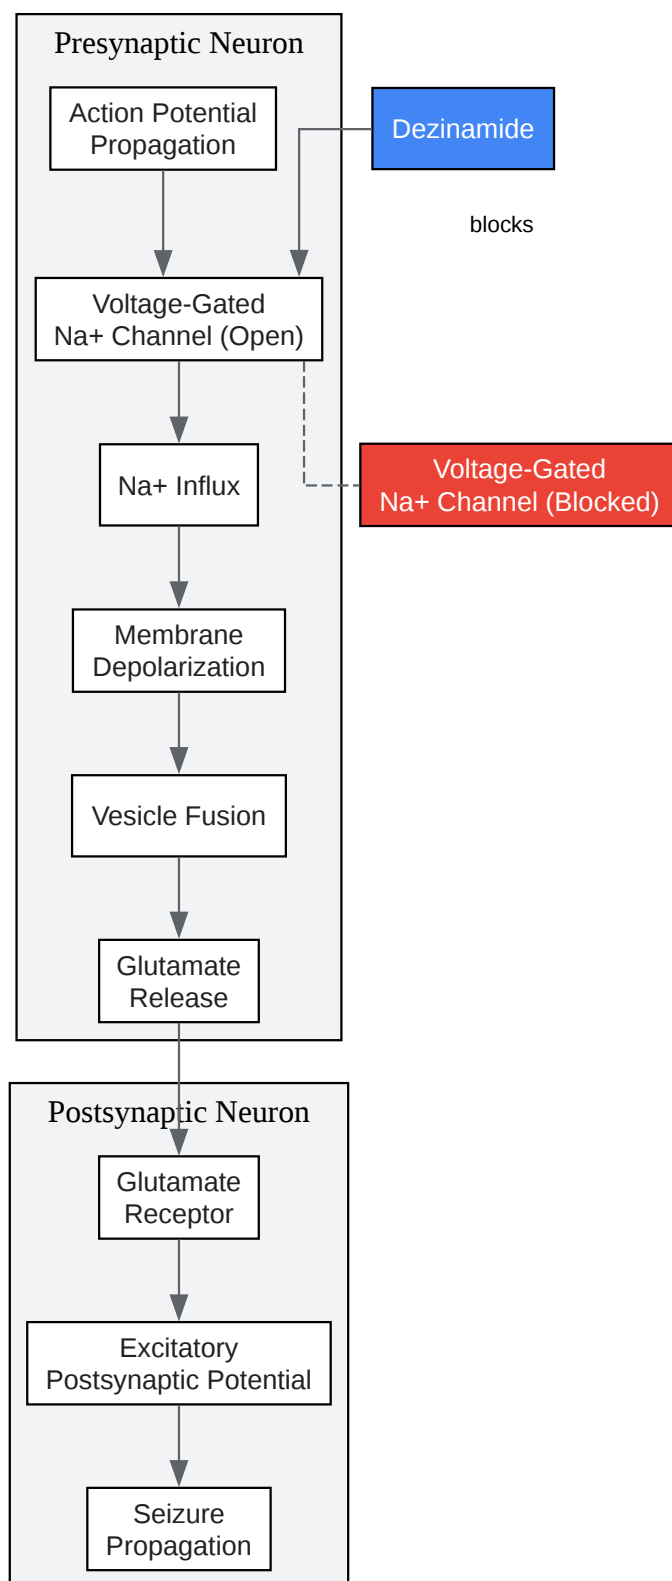 Presynaptic Neuron
Action Potential
Propagation
Dezinamide
blocks
Voltage-Gated
Na+ Channel (Open)
Na+ Influx
Voltage-Gated
Na+ Channel (Blocked)
Membrane
Depolarization
Vesicle Fusion
Glutamate
Release
Postsynaptic Neuron
Glutamate
Receptor
Excitatory
Postsynaptic Potential
Seizure
Propagation